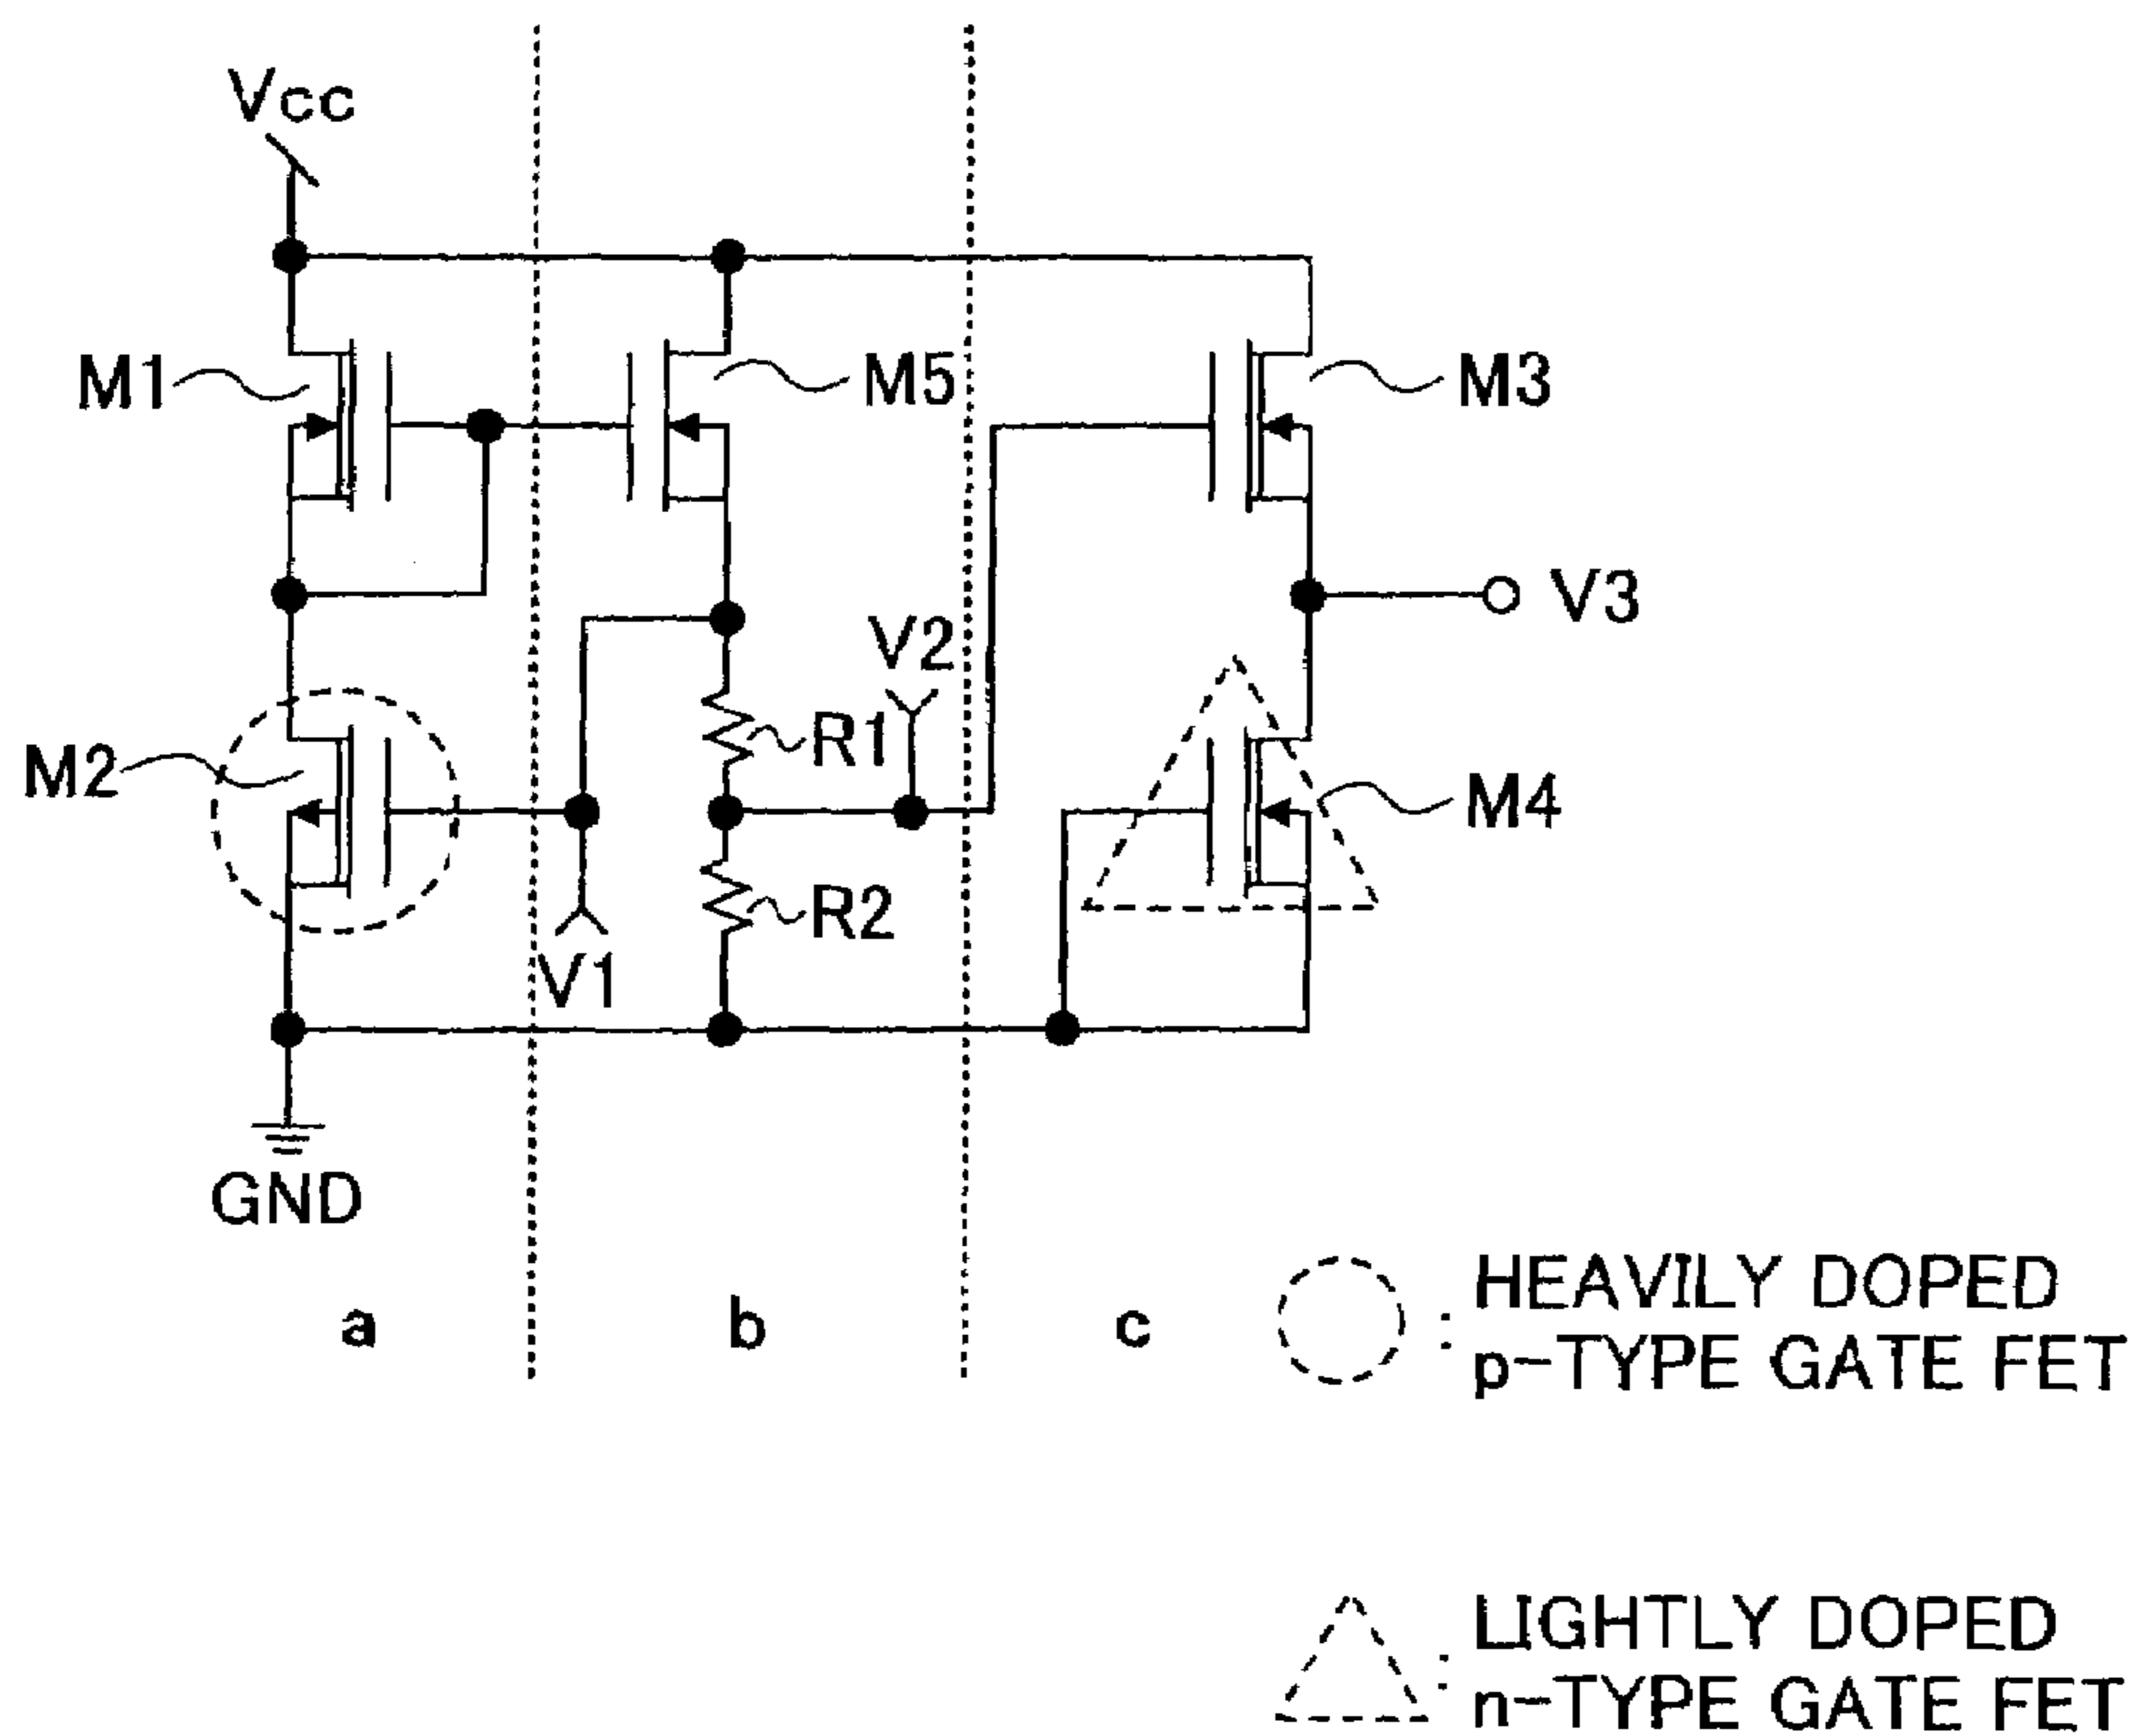 Vcc
M1
M5
M3
V3
V2
R1
M2
M4
R2
V1
GND
a
b
c
: HEAVILY DOPED
p-TYPE GATE FET
: LIGHTLY DOPED
n-TYPE GATE FET